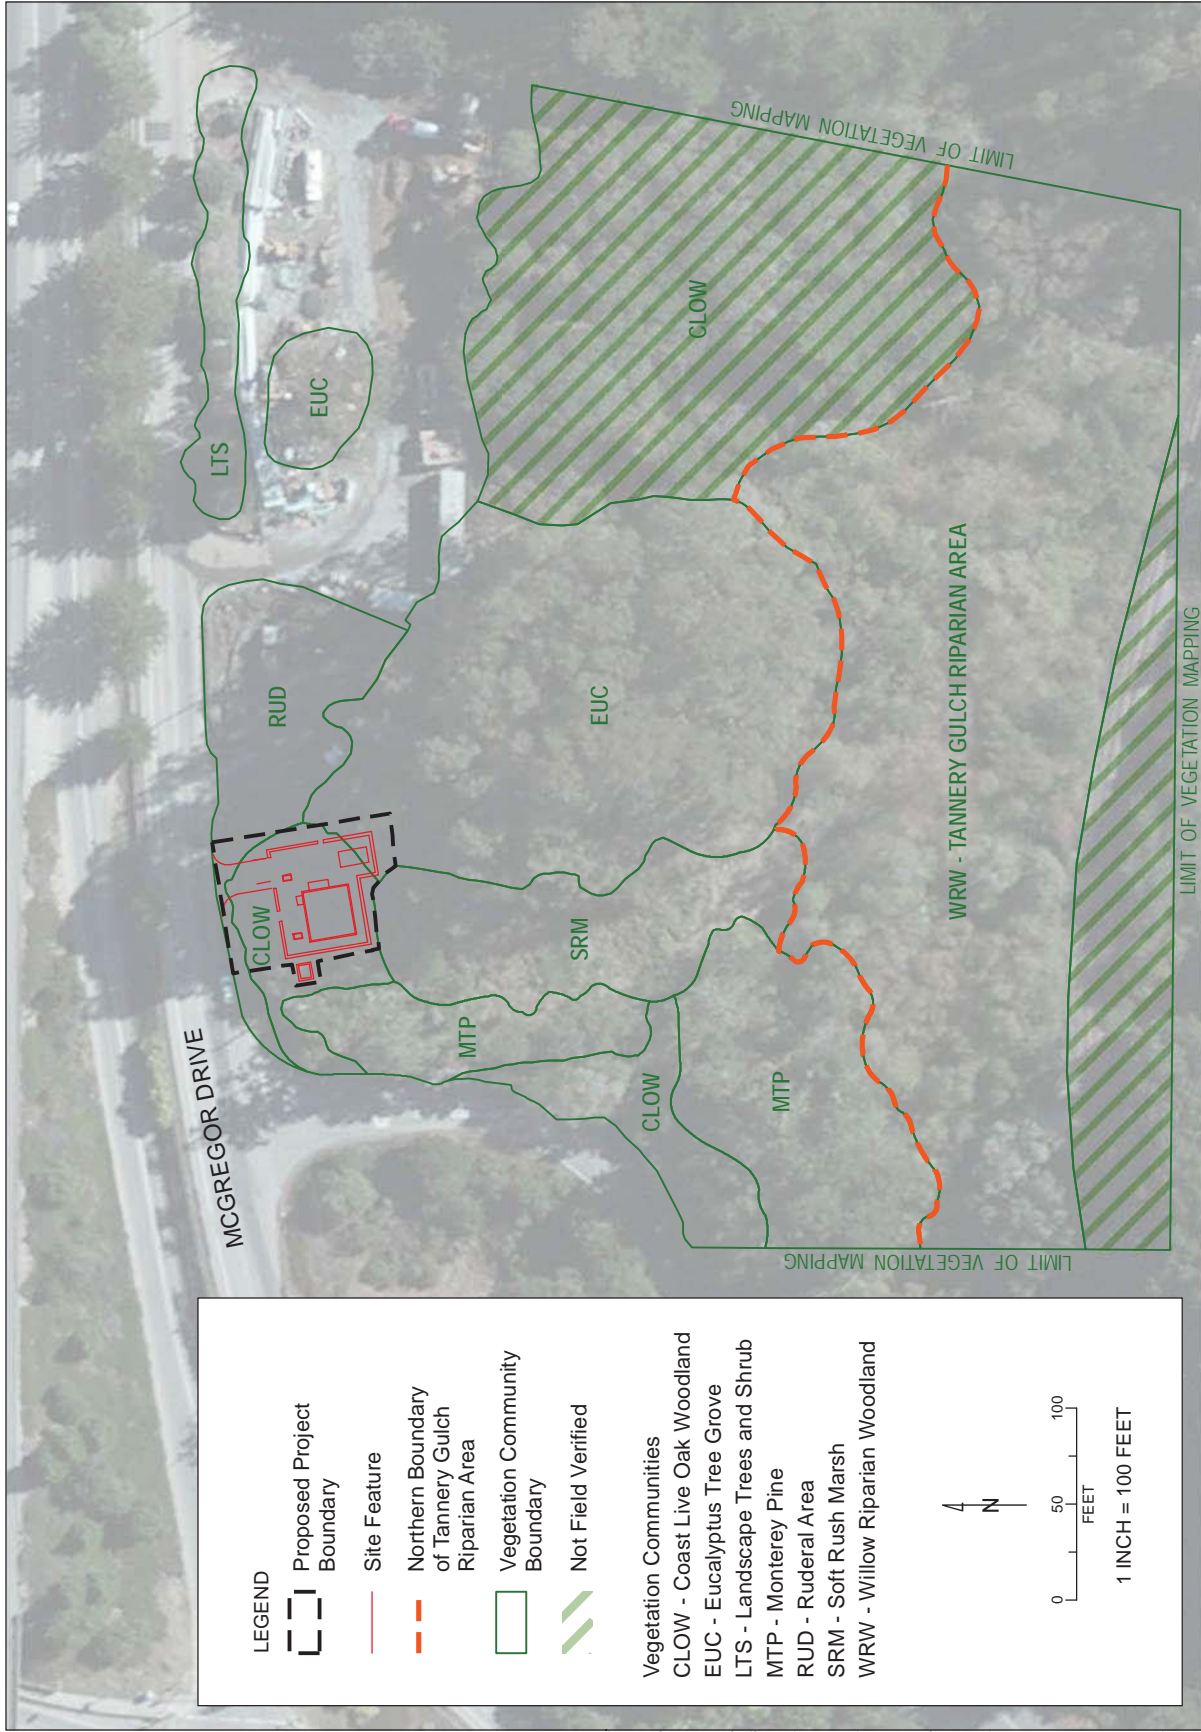 LEGEND
Proposed Project
Boundary
Site Feature
Northern Boundary
of Tannery Gulch
Riparian Area
Vegetation Community
Boundary
Not Field Verified
Vegetation Communities
CLOW - Coast Live Oak Woodland
EUC - Eucalyptus Tree Grove
LTS - Landscape Trees and Shrub
MTP - Monterey Pine
RUD - Ruderal Area
SRM - Soft Rush Marsh
WRW - Willow Riparian Woodland
N
0 50 100
FEET
1 INCH = 100 FEET
MCGREGOR DRIVE
CLOW
RUD
LTS
EUC
MTP
SRM
EUC
CLOW
CLOW
MTP
WRW - TANNERY GULCH RIPARIAN AREA
LIMIT OF VEGETATION MAPPING
LIMIT OF VEGETATION MAPPING
LIMIT OF VEGETATION MAPPING